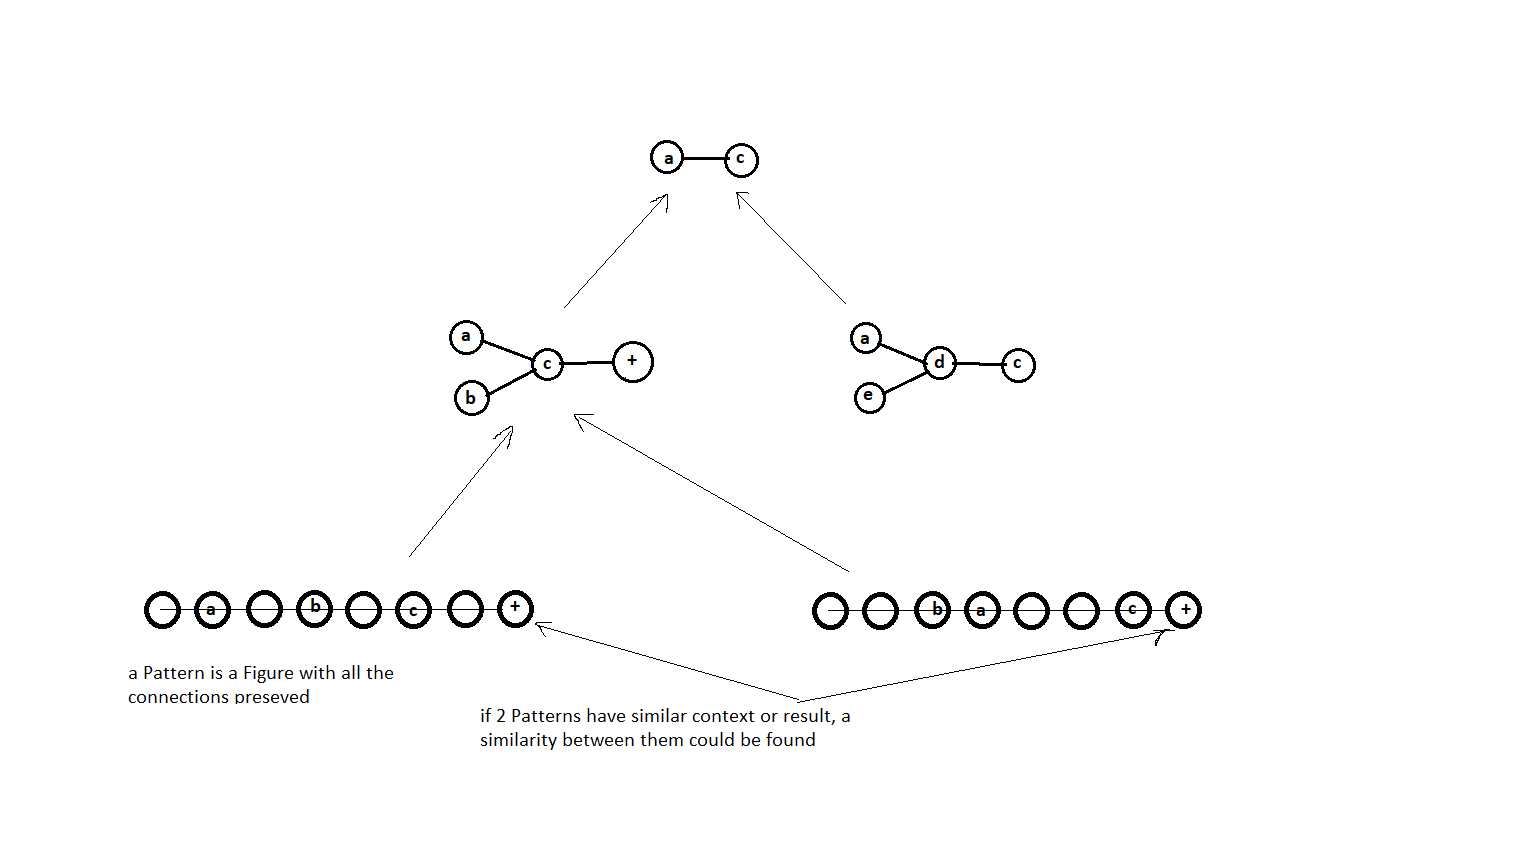 a c
a
c +
b
a
d c
e
a b c +
b a c +
a Pattern is a Figure with all the
connections preseved
if 2 Patterns have similar context or result, a
similarity between them could be found